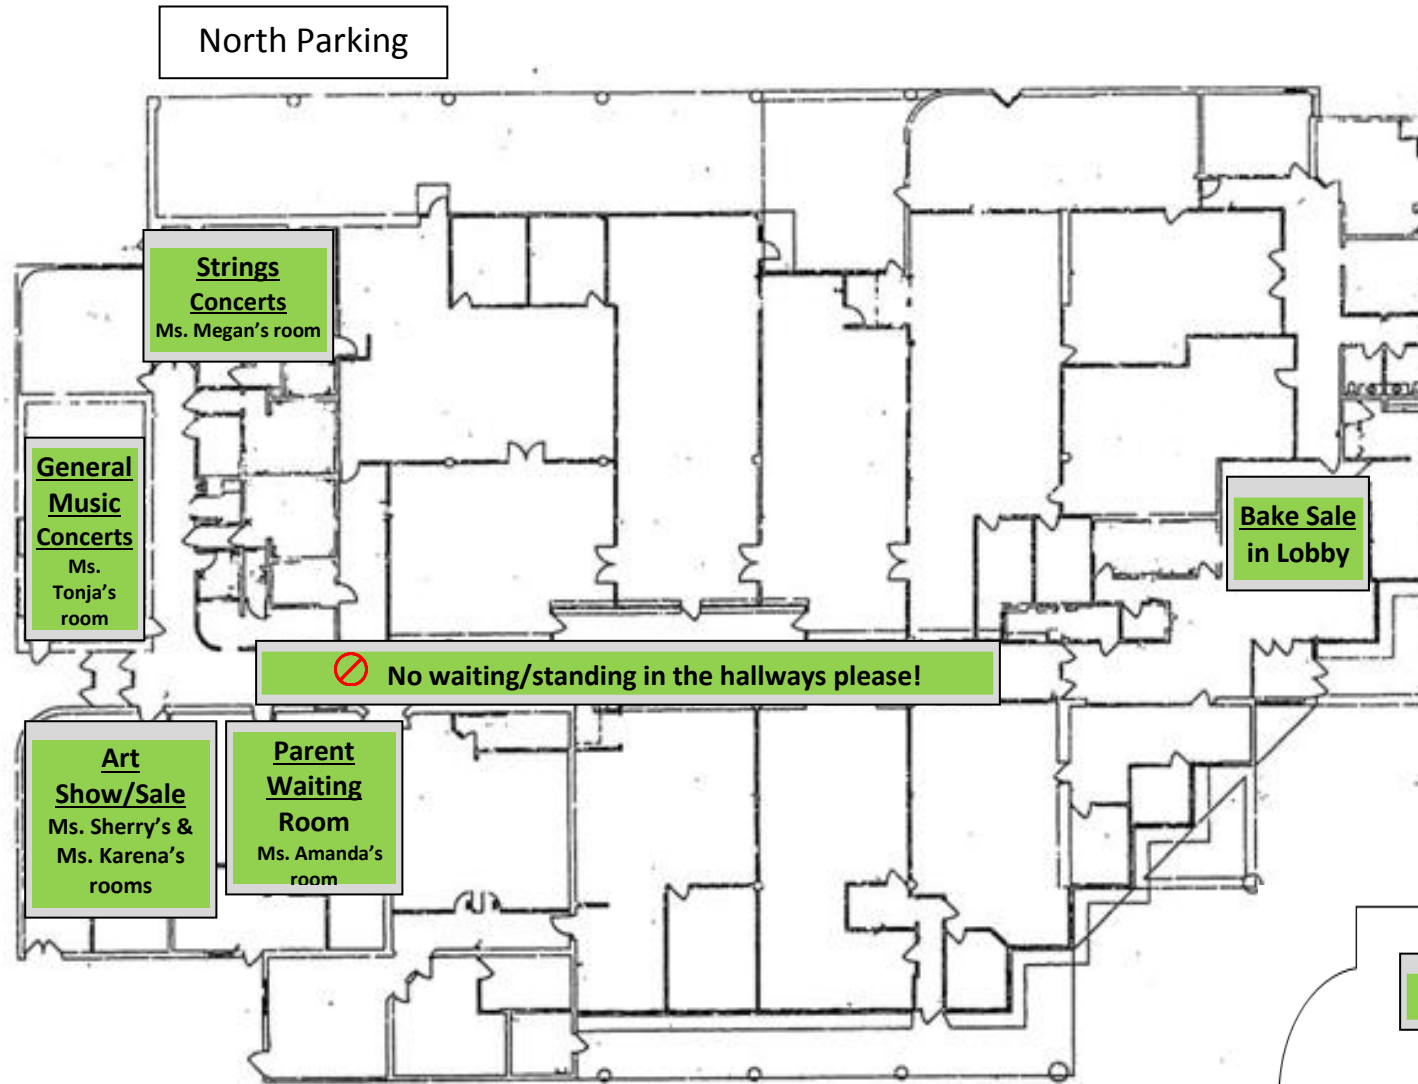 North Parking
Strings
Concerts
Ms. Megan’s room
General
Music
Concerts
Ms.
Tonja’s
room
Bake Sale
in Lobby
No waiting/standing in the hallways please!
Art
Show/Sale
Ms. Sherry’s &
Ms. Karena’s
rooms
Parent
Waiting
Room
Ms. Amanda’s
room